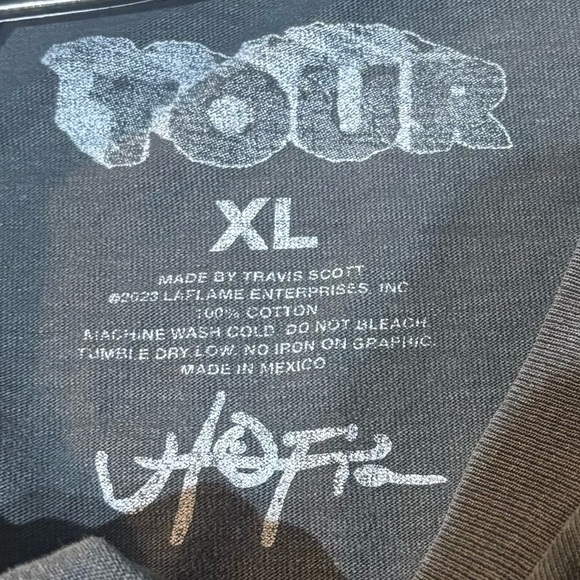 TOUR
XL
MADE BY TRAVIS SCOTT
©2023 LAFLAME ENTERPRISES, INC.
100% COTTON
MACHINE WASH COLD. DO NOT BLEACH.
TUMBLE DRY LOW. NO IRON ON GRAPHIC.
MADE IN MEXICO